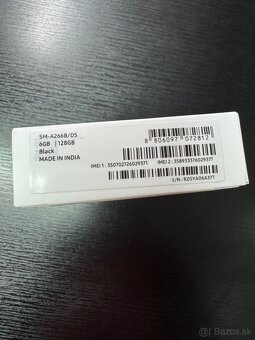 SM-A266B/DS
6GB | 128GB
Black
MADE IN INDIA
8 806097 072812
IMEI 1 : 350702726029371
IMEI 2 : 358933376029377
S/N : RZGYA06A37T
© Bazos.sk